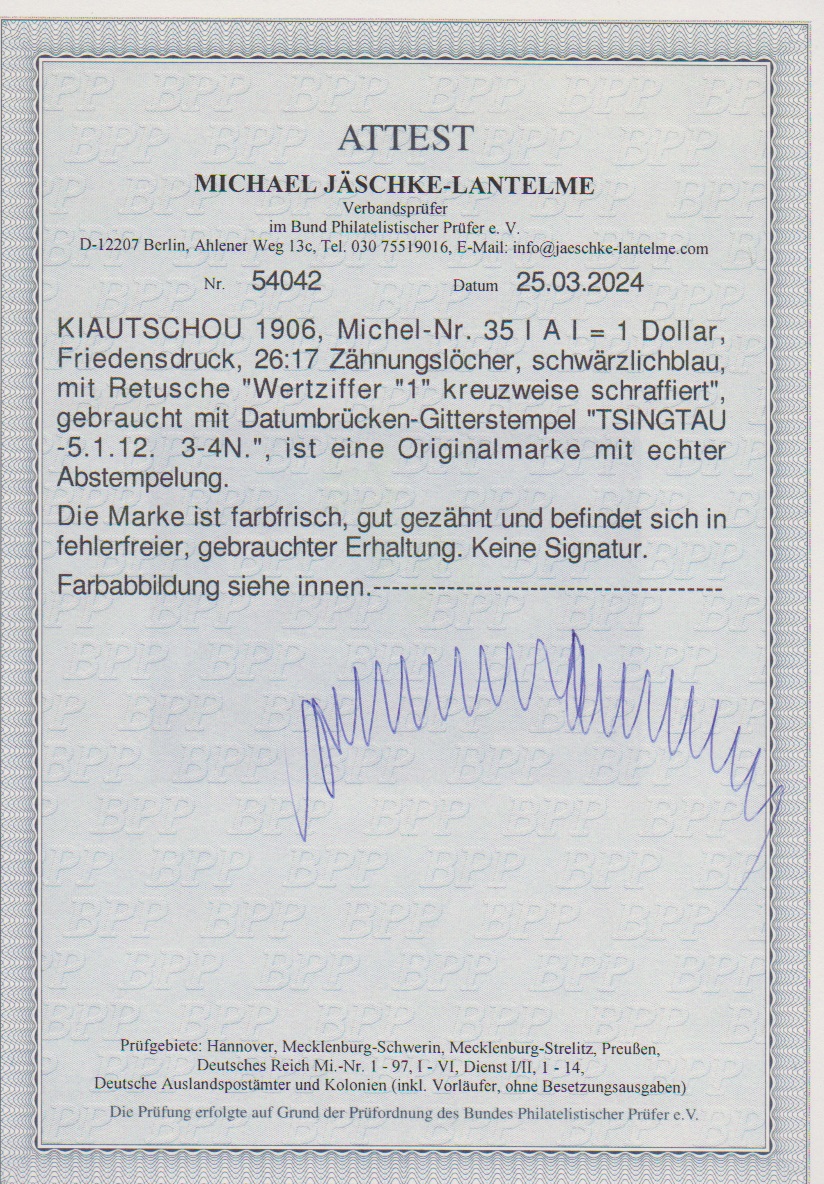 ATTEST
MICHAEL JÄSCHKE-LANTELME
Verbandsprüfer
im Bund Philatelistischer Prüfer e. V.
D-12207 Berlin, Ahlener Weg 13c, Tel. 030 75519016, E-Mail: info@jaeschke-lantelme.com
Nr. 54042 Datum 25.03.2024
KIAUTSCHOU 1906, Michel-Nr. 35 I A I = 1 Dollar,
Friedensdruck, 26:17 Zähnungslöcher, schwärzlichblau,
mit Retusche "Wertziffer "1" kreuzweise schraffiert",
gebraucht mit Datumbrücken-Gitterstempel "TSINGTAU
-5.1.12. 3-4N.", ist eine Originalmarke mit echter
Abstempelung.
Die Marke ist farbfrisch, gut gezähnt und befindet sich in
fehlerfreier, gebrauchter Erhaltung. Keine Signatur.
Farbabbildung siehe innen.--------------------------------------
Prüfgebiete: Hannover, Mecklenburg-Schwerin, Mecklenburg-Strelitz, Preußen,
Deutsches Reich Mi.-Nr. 1 - 97, I - VI, Dienst I/II, 1 - 14,
Deutsche Auslandspostämter und Kolonien (inkl. Vorläufer, ohne Besetzungsausgaben)
Die Prüfung erfolgte auf Grund der Prüfordnung des Bundes Philatelistischer Prüfer e.V.